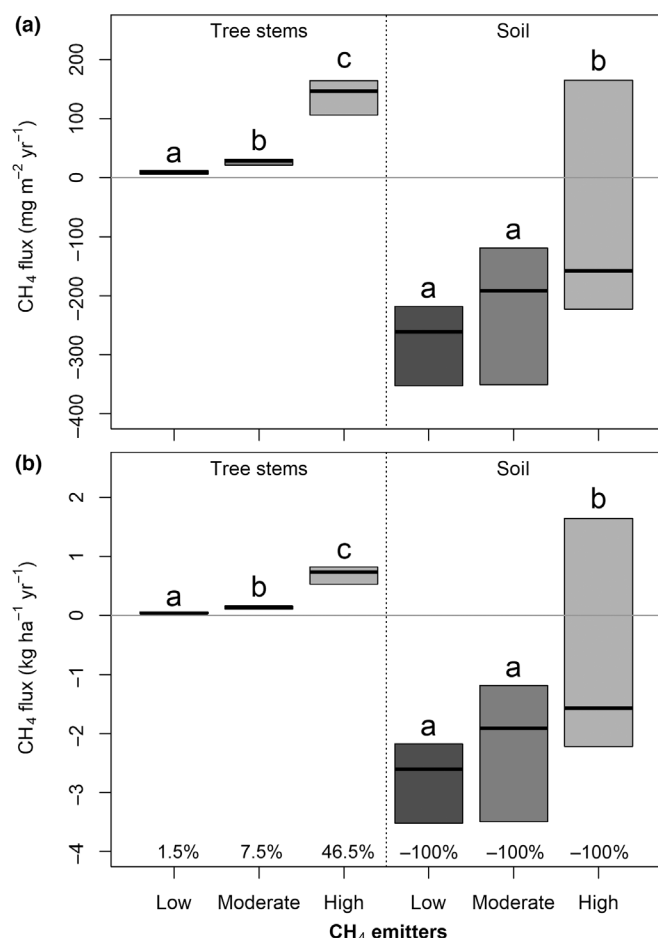 (a)
Tree stems
Soil
CH₄ flux (mg m⁻² yr⁻¹)
200
100
0
−100
−200
−300
−400
a
b
c
a
a
b
(b)
Tree stems
Soil
CH₄ flux (kg ha⁻¹ yr⁻¹)
2
1
0
−1
−2
−3
−4
a
b
c
a
a
b
1.5% 7.5% 46.5% −100% −100% −100%
Low Moderate High Low Moderate High
CH₄ emitters